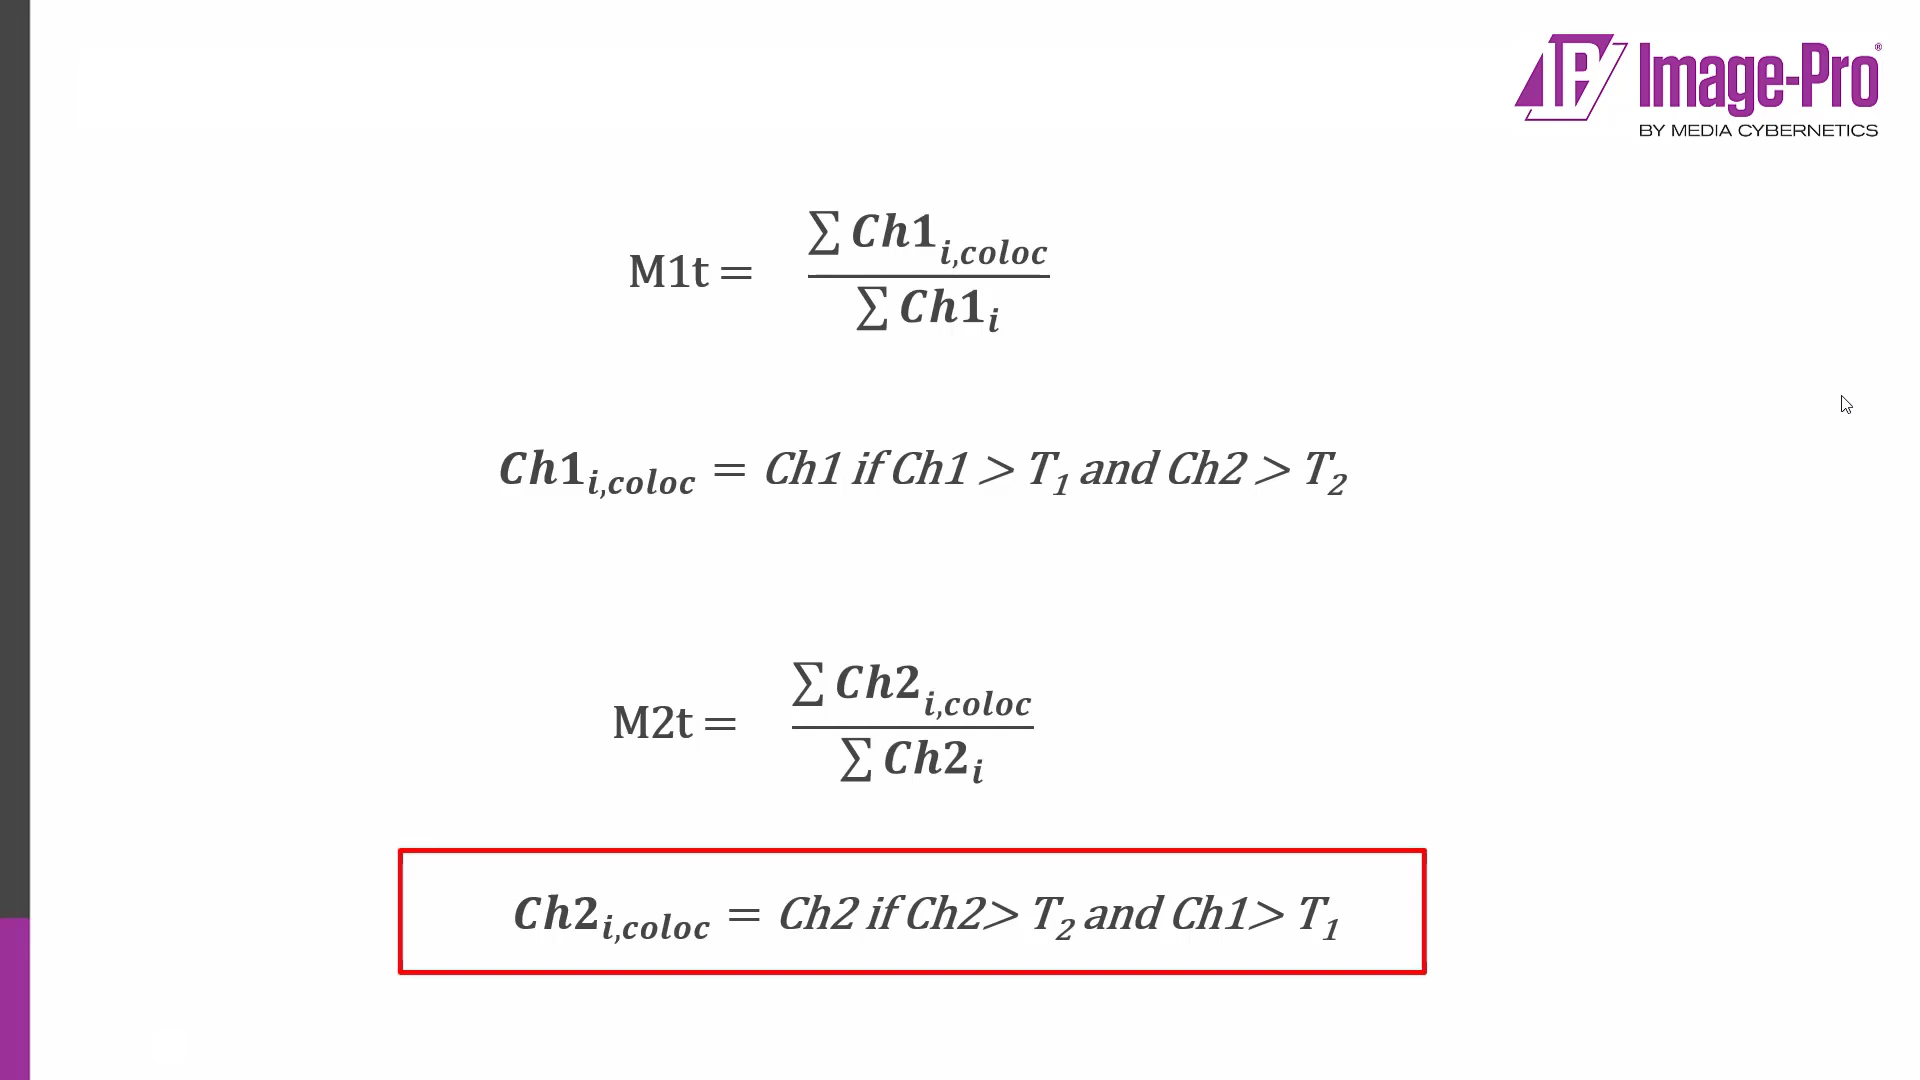 Image-Pro®
BY MEDIA CYBERNETICS
M1t = ∑ Ch1i,coloc / ∑ Ch1i
Ch1i,coloc = Ch1 if Ch1 > T1 and Ch2 > T2
M2t = ∑ Ch2i,coloc / ∑ Ch2i
Ch2i,coloc = Ch2 if Ch2> T2 and Ch1> T1